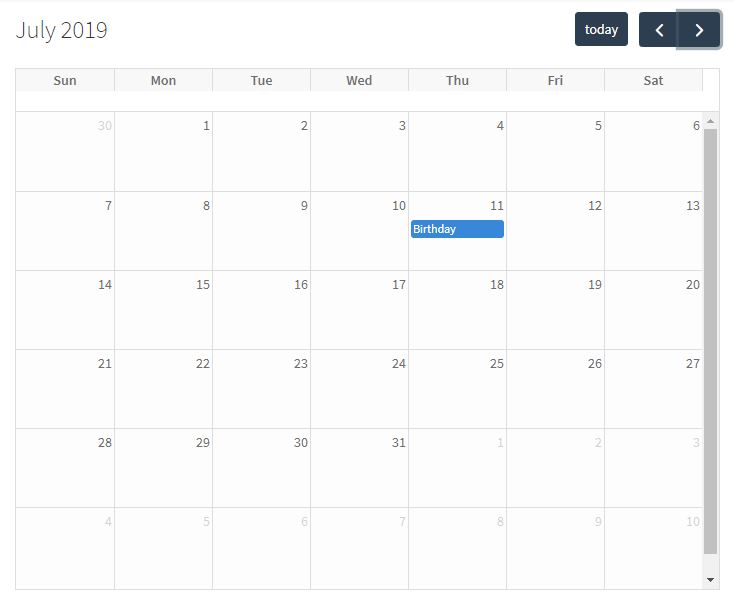 July 2019
today
Sun Mon Tue Wed Thu Fri Sat
30 1 2 3 4 5 6
7 8 9 10 11 12 13
Birthday
14 15 16 17 18 19 20
21 22 23 24 25 26 27
28 29 30 31 1 2 3
4 5 6 7 8 9 10